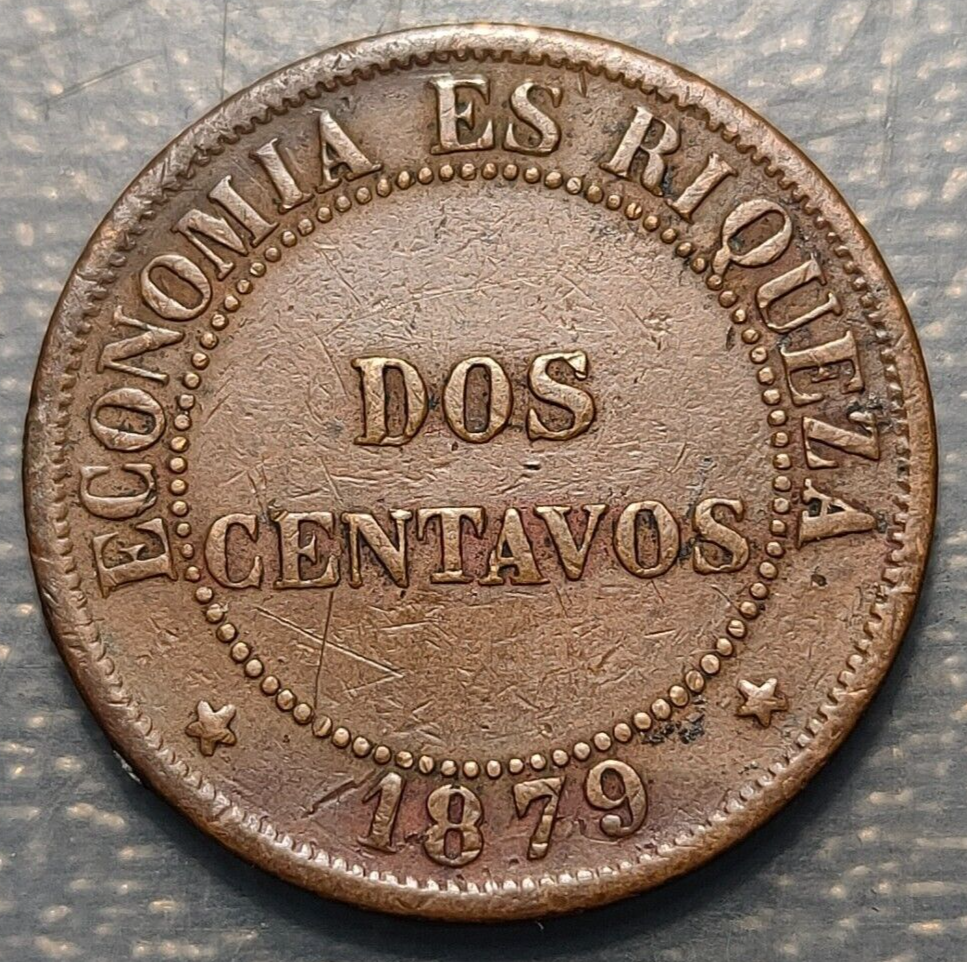 ECONOMIA ES RIQUEZA
DOS
CENTAVOS
1879